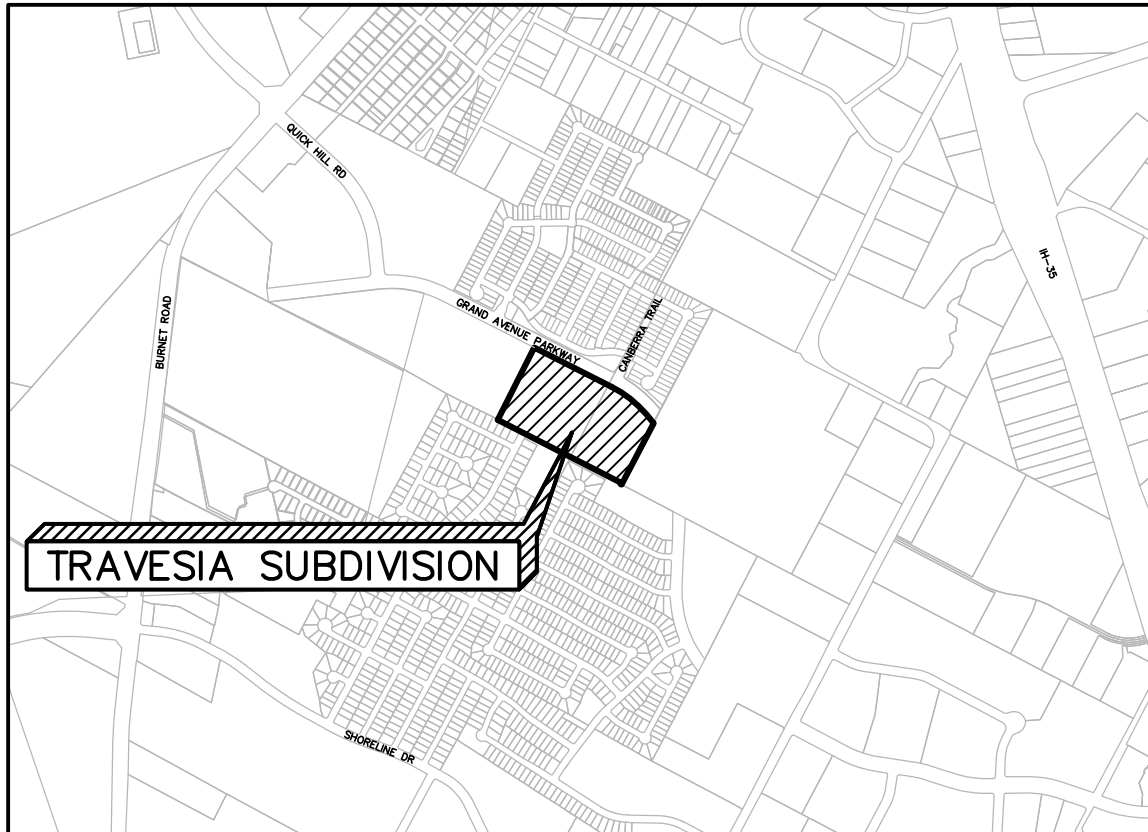 QUICK HILL RD
IH-35
BURNET ROAD
GRAND AVENUE PARKWAY
CANBERRA TRAIL
TRAVESIA SUBDIVISION
SHORELINE DR